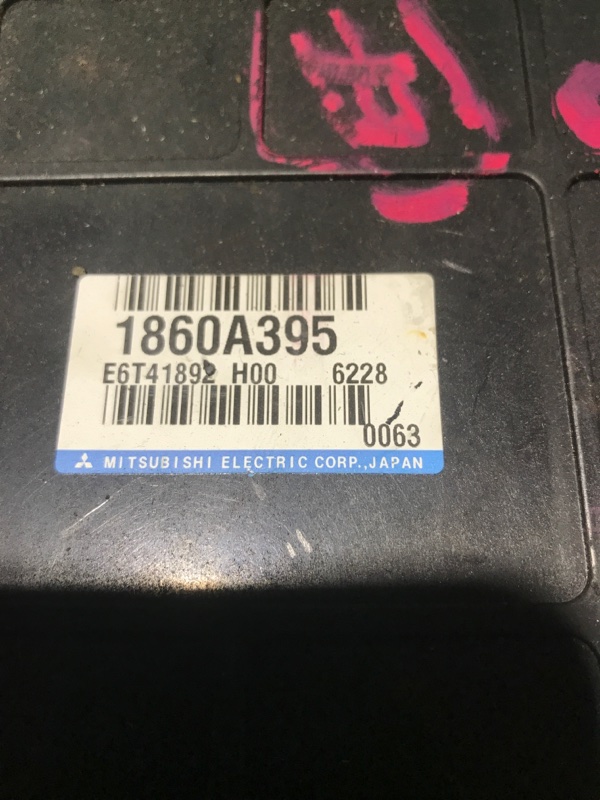 1860A395
E6T41892 H00 6228
0063
MITSUBISHI ELECTRIC CORP.,JAPAN